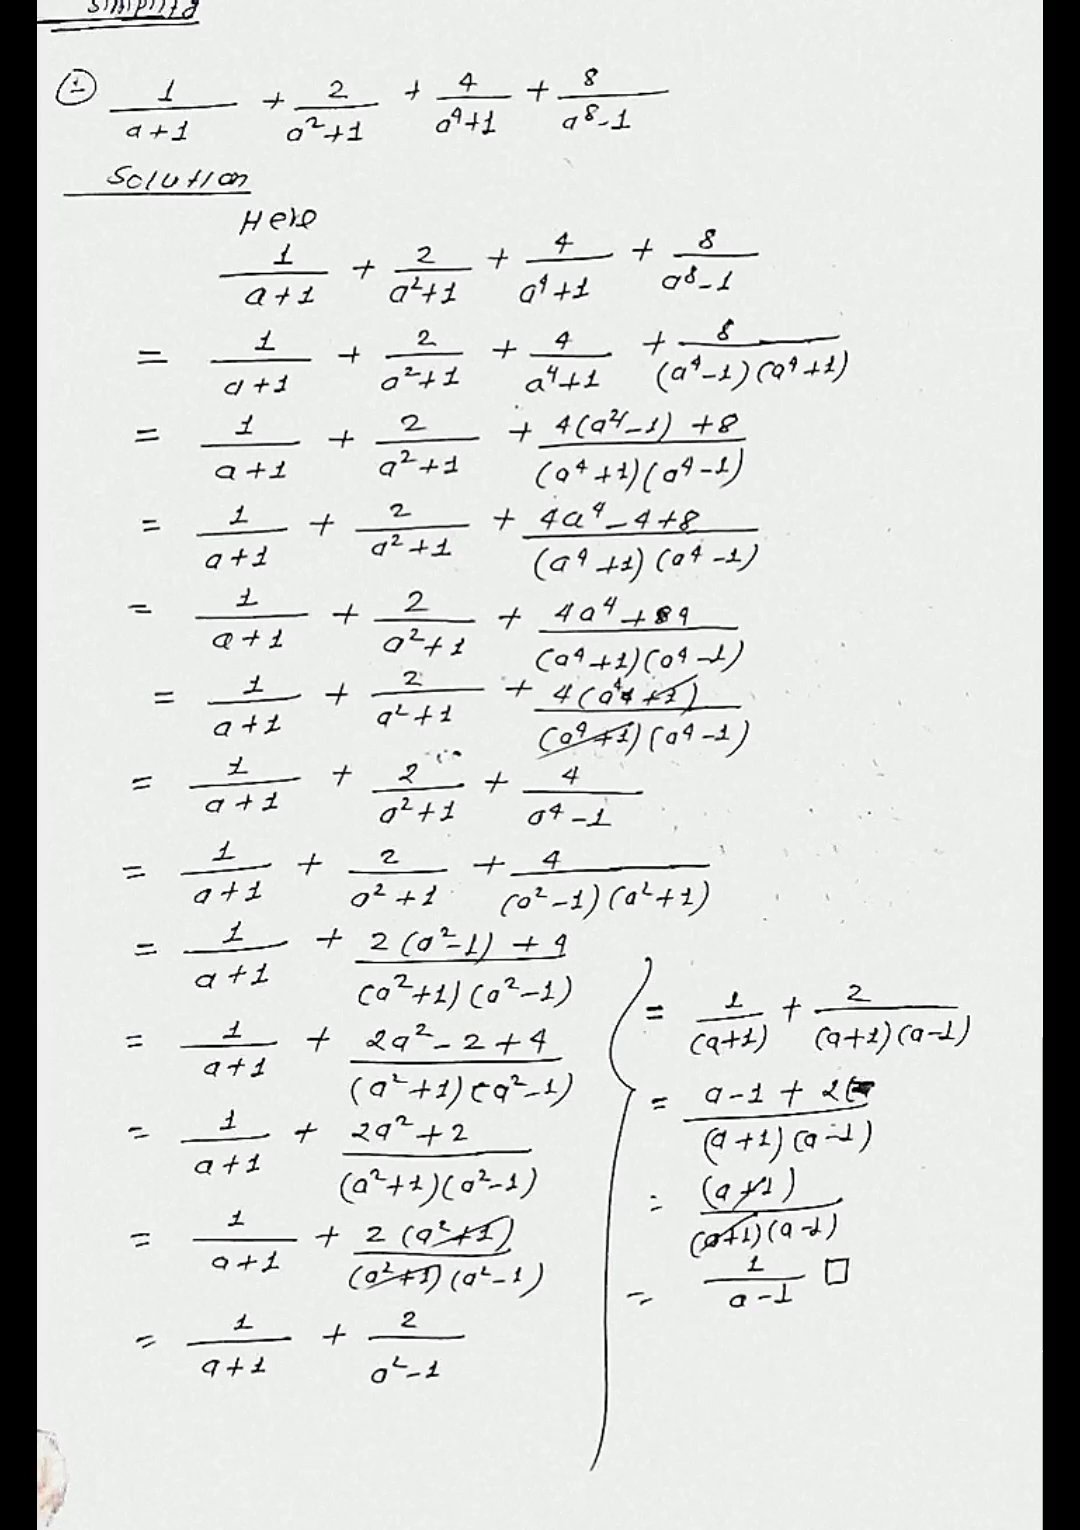 Simplify
① 1/(a+1) + 2/(a²+1) + 4/(a⁴+1) + 8/(a⁸-1)
Solution
Here
1/(a+1) + 2/(a²+1) + 4/(a⁴+1) + 8/(a⁸-1)
= 1/(a+1) + 2/(a²+1) + 4/(a⁴+1) + 8/((a⁴-1)(a⁴+1))
= 1/(a+1) + 2/(a²+1) + (4(a⁴-1)+8)/((a⁴+1)(a⁴-1))
= 1/(a+1) + 2/(a²+1) + (4a⁴-4+8)/((a⁴+1)(a⁴-1))
= 1/(a+1) + 2/(a²+1) + (4a⁴+4)/((a⁴+1)(a⁴-1))
= 1/(a+1) + 2/(a²+1) + 4(a⁴+1)/((a⁴+1)(a⁴-1))
= 1/(a+1) + 2/(a²+1) + 4/(a⁴-1)
= 1/(a+1) + 2/(a²+1) + 4/((a²-1)(a²+1))
= 1/(a+1) + (2(a²-1)+4)/((a²+1)(a²-1))
= 1/(a+1) + (2a²-2+4)/((a²+1)(a²-1))
= 1/(a+1) + (2a²+2)/((a²+1)(a²-1))
= 1/(a+1) + 2(a²+1)/((a²+1)(a²-1))
= 1/(a+1) + 2/(a²-1)
= 1/(a+1) + 2/((a+1)(a-1))
= (a-1+2)/((a+1)(a-1))
= (a+1)/((a+1)(a-1))
= 1/(a-1) □